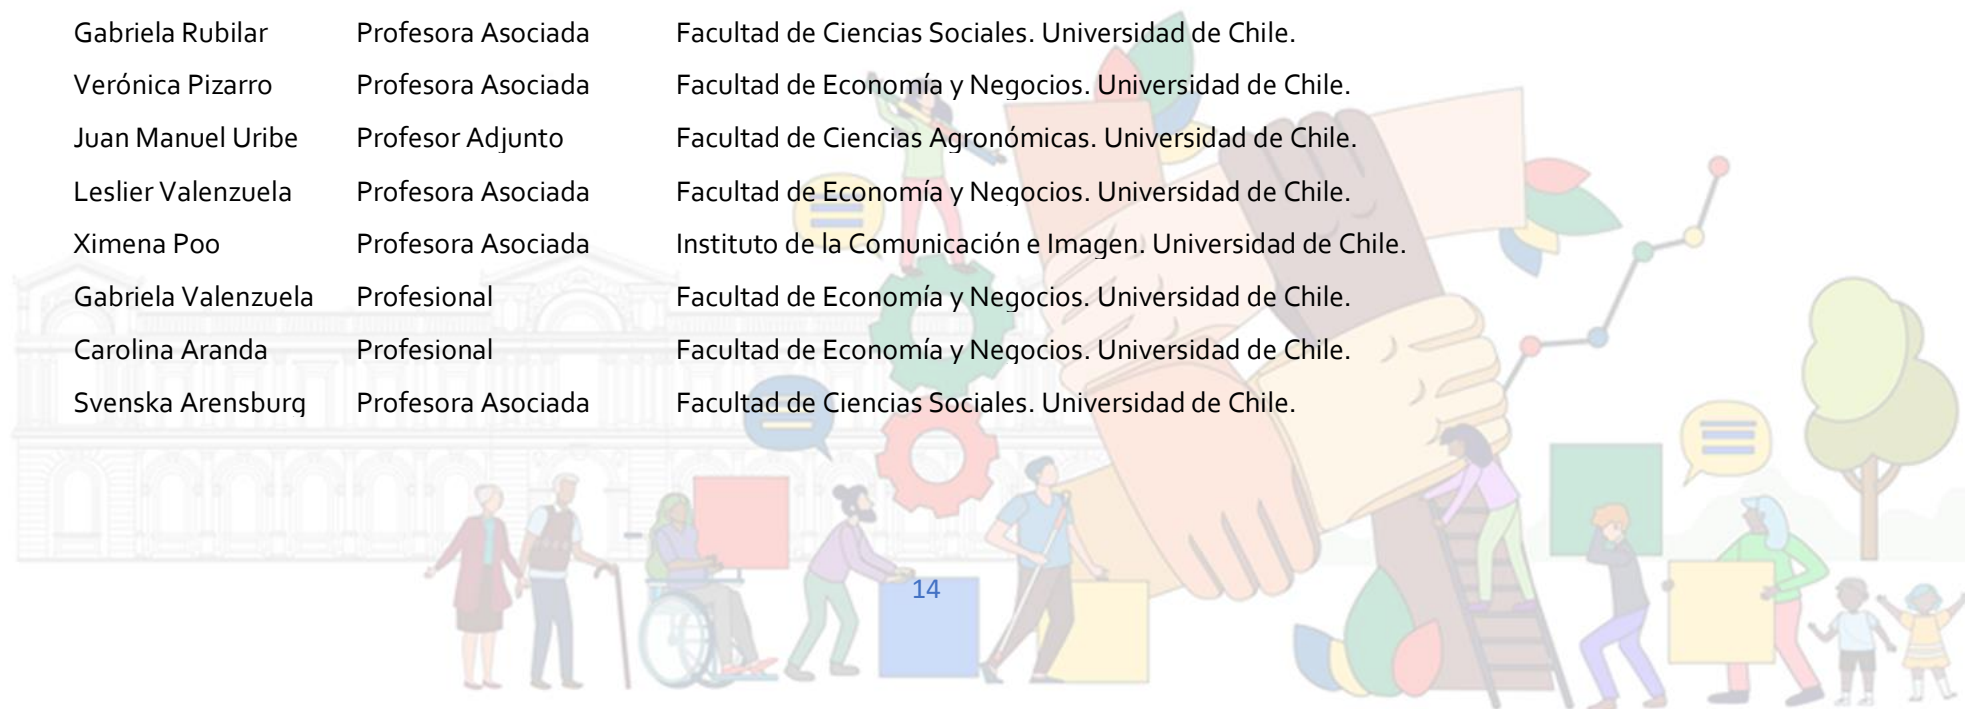 Gabriela Rubilar Profesora Asociada Facultad de Ciencias Sociales. Universidad de Chile.
Verónica Pizarro Profesora Asociada Facultad de Economía y Negocios. Universidad de Chile.
Juan Manuel Uribe Profesor Adjunto Facultad de Ciencias Agronómicas. Universidad de Chile.
Leslier Valenzuela Profesora Asociada Facultad de Economía y Negocios. Universidad de Chile.
Ximena Poo Profesora Asociada Instituto de la Comunicación e Imagen. Universidad de Chile.
Gabriela Valenzuela Profesional Facultad de Economía y Negocios. Universidad de Chile.
Carolina Aranda Profesional Facultad de Economía y Negocios. Universidad de Chile.
Svenska Arensburg Profesora Asociada Facultad de Ciencias Sociales. Universidad de Chile.
14